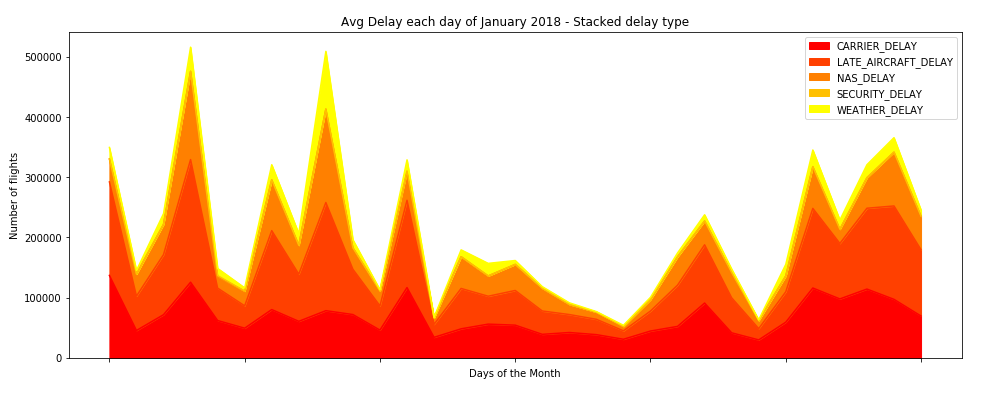 Avg Delay each day of January 2018 - Stacked delay type
CARRIER_DELAY
LATE_AIRCRAFT_DELAY
NAS_DELAY
SECURITY_DELAY
WEATHER_DELAY
500000
400000
300000
200000
100000
0
Number of flights
Days of the Month